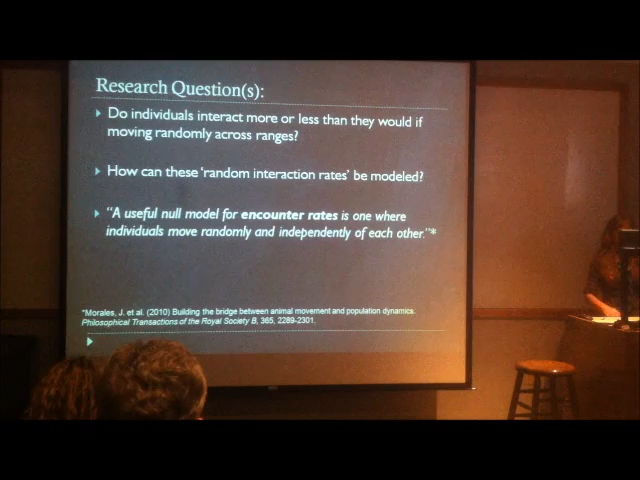 Research Question(s):
Do individuals interact more or less than they would if
moving randomly across ranges?
How can these 'random interaction rates' be modeled?
"A useful null model for encounter rates is one where
individuals move randomly and independently of each other."*
*Morales, J. et al. (2010) Building the bridge between animal movement and population dynamics.
Philosophical Transactions of the Royal Society B, 365, 2289-2301.